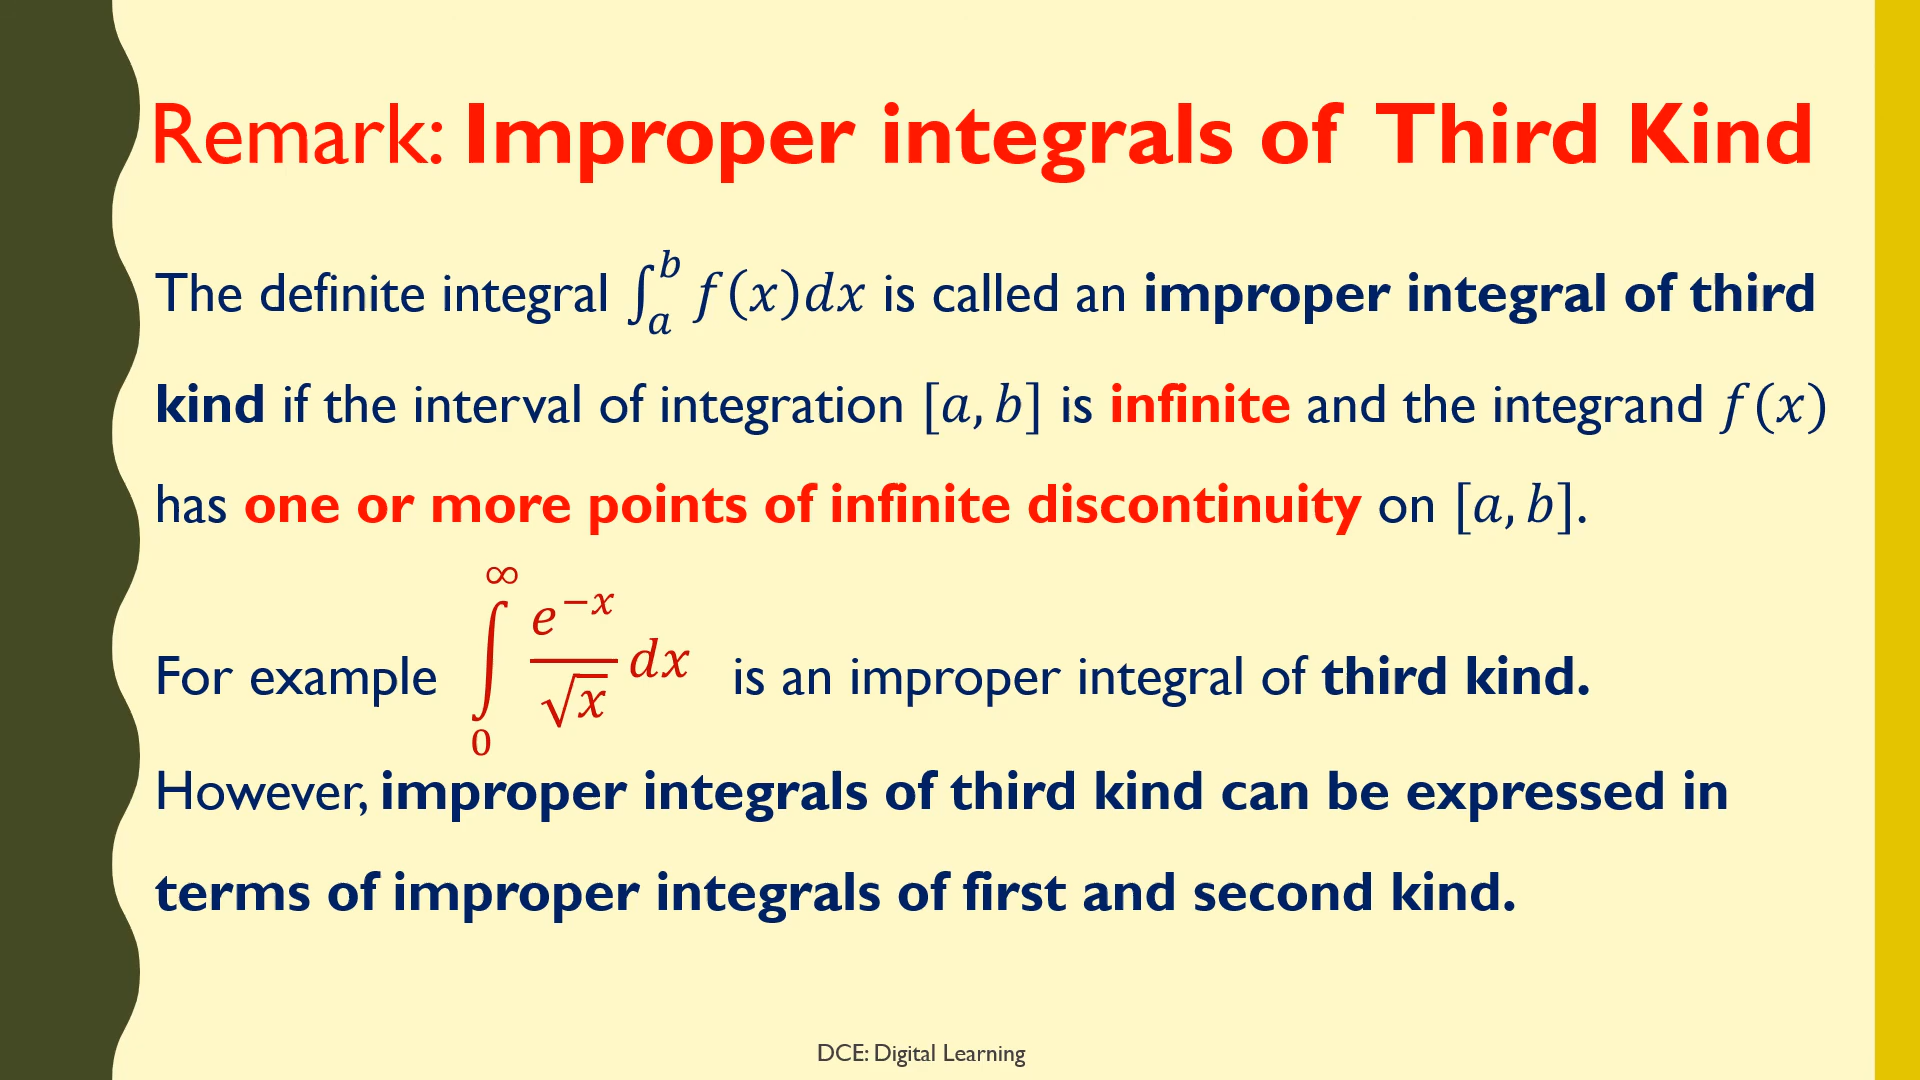 Remark: Improper integrals of Third Kind
The definite integral ∫_a^b f(x)dx is called an improper integral of third
kind if the interval of integration [a, b] is infinite and the integrand f(x)
has one or more points of infinite discontinuity on [a, b].
For example ∫_0^∞ e^{−x}/√x dx is an improper integral of third kind.
However, improper integrals of third kind can be expressed in
terms of improper integrals of first and second kind.
DCE: Digital Learning